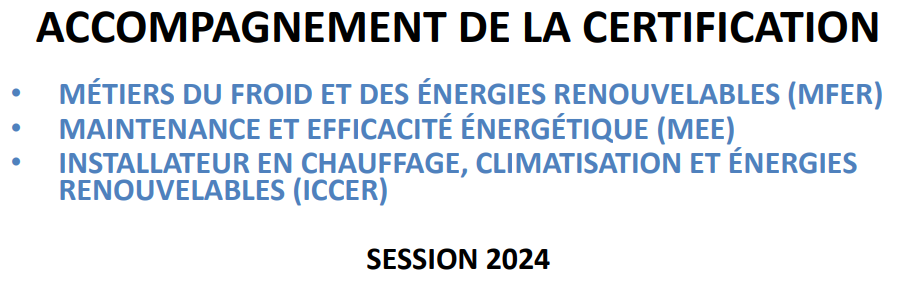 ACCOMPAGNEMENT DE LA CERTIFICATION
• MÉTIERS DU FROID ET DES ÉNERGIES RENOUVELABLES (MFER)
• MAINTENANCE ET EFFICACITÉ ÉNERGÉTIQUE (MEE)
• INSTALLATEUR EN CHAUFFAGE, CLIMATISATION ET ÉNERGIES
RENOUVELABLES (ICCER)
SESSION 2024